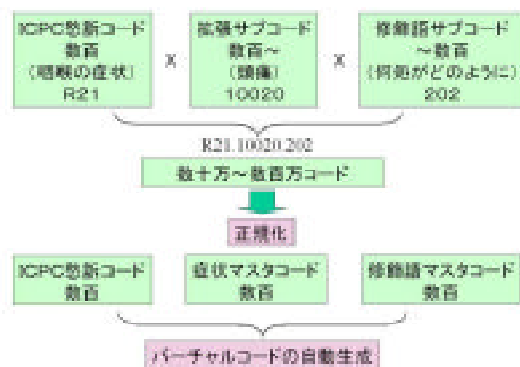 ICPC愁訴コード
数百
(咽喉の症状)
R21
X
拡張サブコード
数百～
(頭痛)
10020
X
修飾語サブコード
～数百
(何処がどのように)
202
R21.10020.202
数十万～数百万コード
正規化
ICPC愁訴コード
数百
症状マスタコード
数百
修飾語マスタコード
数百
バーチャルコードの自動生成